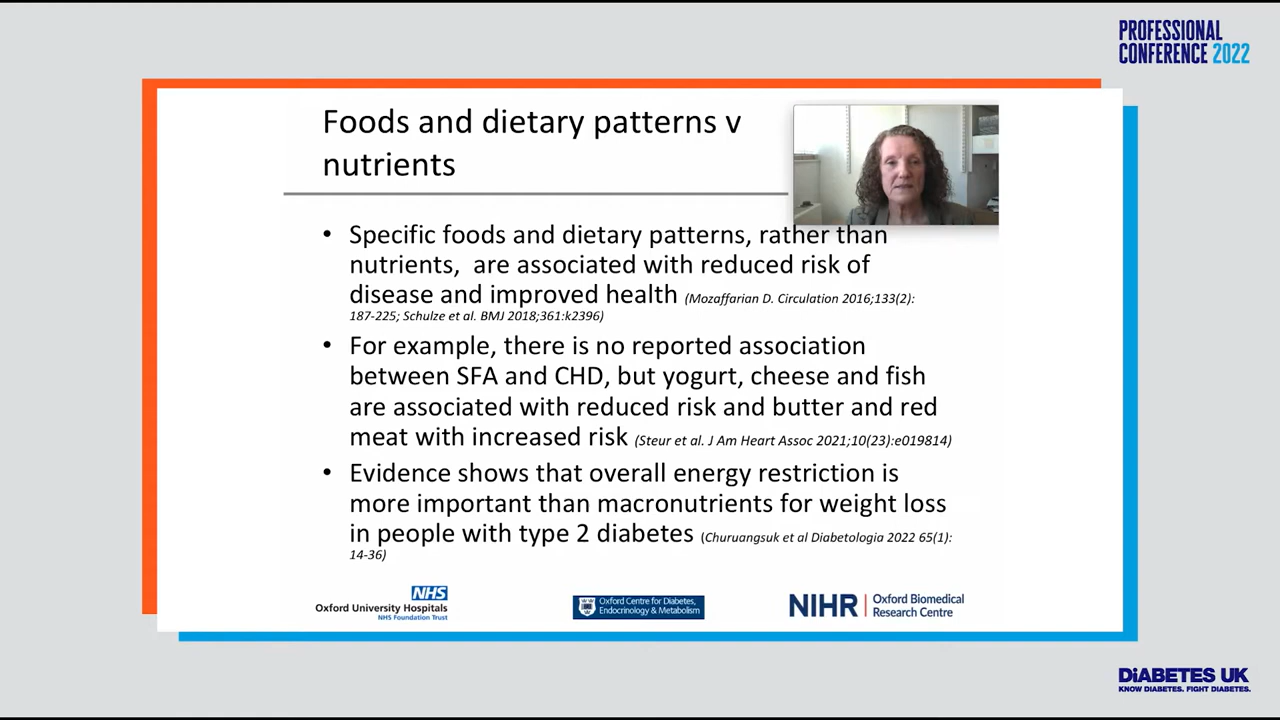 PROFESSIONAL
CONFERENCE 2022
Foods and dietary patterns v
nutrients
• Specific foods and dietary patterns, rather than
nutrients,  are associated with reduced risk of
disease and improved health (Mozaffarian D. Circulation 2016;133(2):
187-225; Schulze et al. BMJ 2018;361:k2396)
• For example, there is no reported association
between SFA and CHD, but yogurt, cheese and fish
are associated with reduced risk and butter and red
meat with increased risk (Steur et al. J Am Heart Assoc 2021;10(23):e019814)
• Evidence shows that overall energy restriction is
more important than macronutrients for weight loss
in people with type 2 diabetes (Churuangsuk et al Diabetologia 2022 65(1):
14-36)
NHS
Oxford University Hospitals
NHS Foundation Trust
Oxford Centre for Diabetes,
Endocrinology & Metabolism
NIHR | Oxford Biomedical
Research Centre
DiABETES UK
KNOW DIABETES. FIGHT DIABETES.